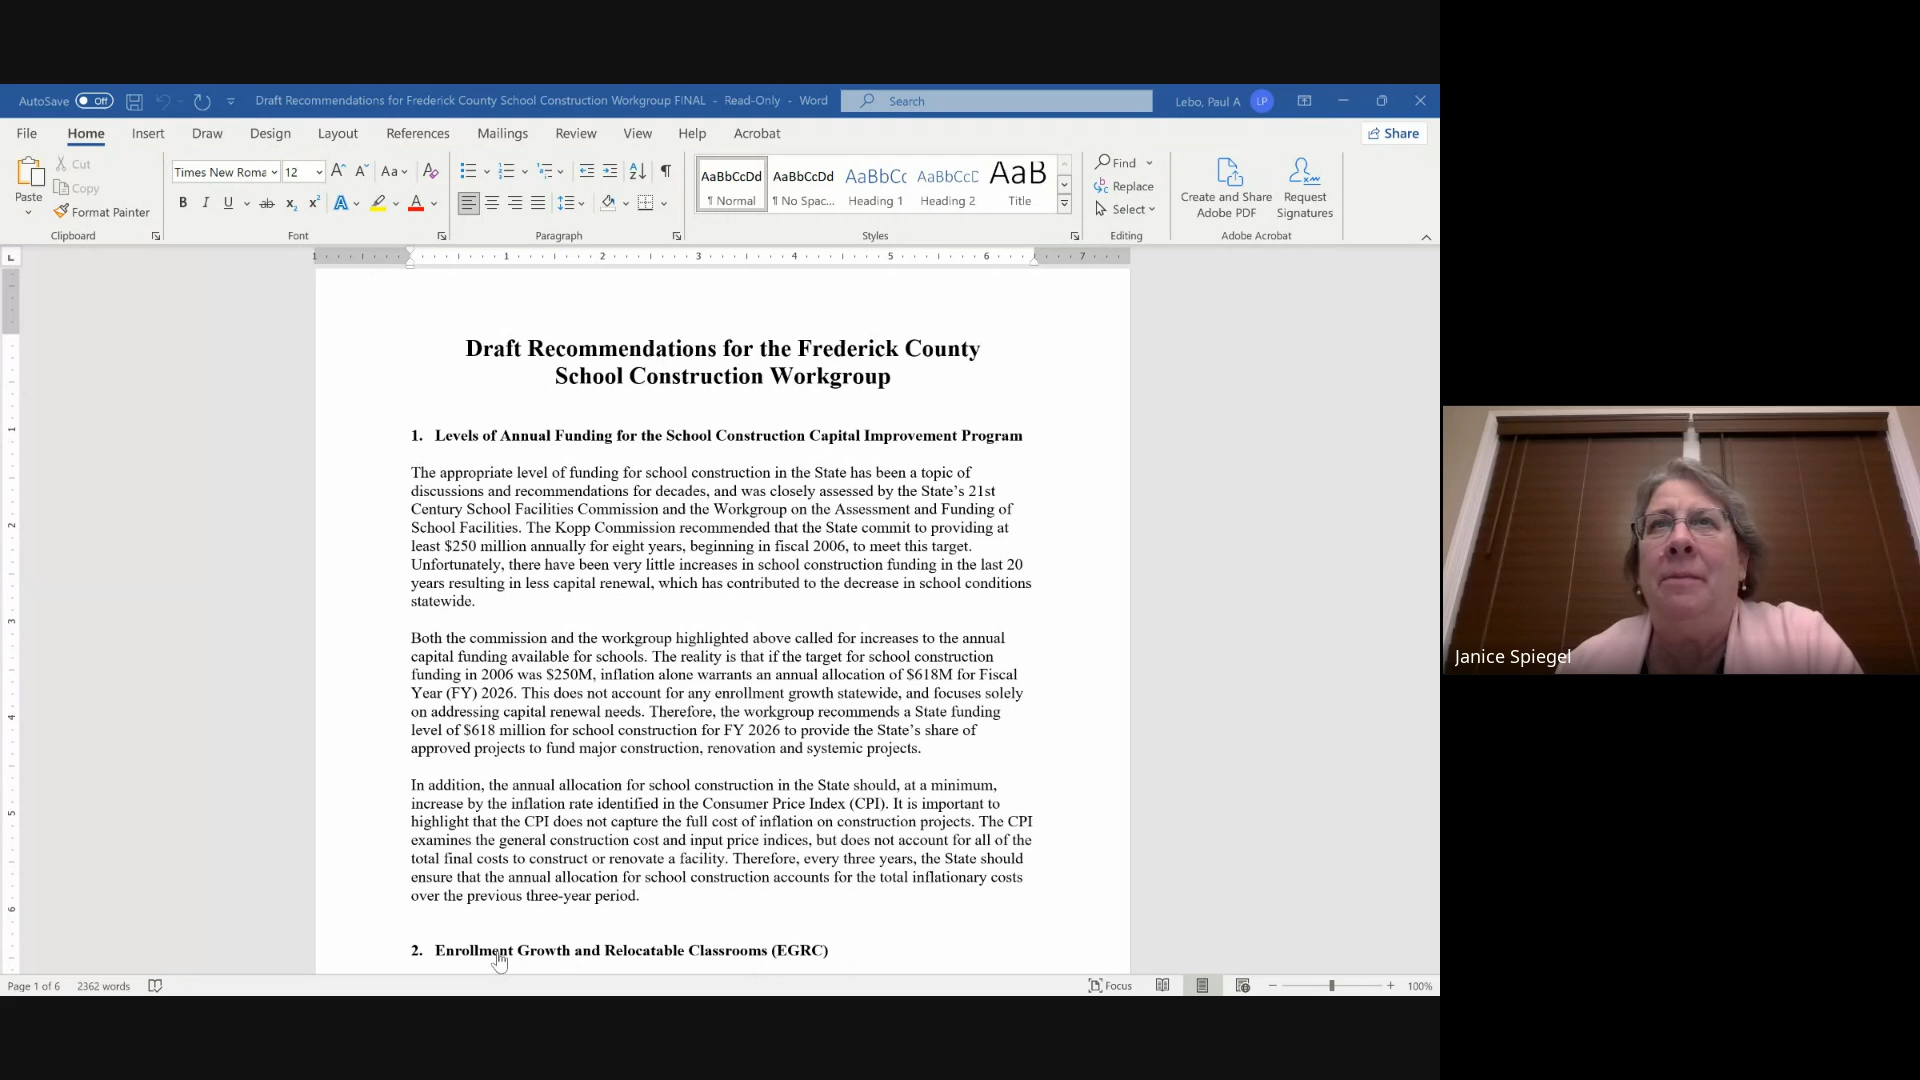 AutoSave Off Draft Recommendations for Frederick County School Construction Workgroup FINAL - Read-Only - Word Search Lebo, Paul A LP
File Home Insert Draw Design Layout References Mailings Review View Help Acrobat Share
Paste Cut Copy Format Painter Clipboard
Times New Roma 12 Aa Font
Paragraph
AaBbCcDd AaBbCcDd AaBbCc AaBbCcC AaB
¶ Normal ¶ No Spac... Heading 1 Heading 2 Title
Styles
Find
Replace
Select
Editing
Create and Share Adobe PDF
Request Signatures
Adobe Acrobat
1 1 2 3 4 5 6 7
Draft Recommendations for the Frederick County
School Construction Workgroup
1. Levels of Annual Funding for the School Construction Capital Improvement Program
The appropriate level of funding for school construction in the State has been a topic of
discussions and recommendations for decades, and was closely assessed by the State’s 21st
Century School Facilities Commission and the Workgroup on the Assessment and Funding of
School Facilities. The Kopp Commission recommended that the State commit to providing at
least $250 million annually for eight years, beginning in fiscal 2006, to meet this target.
Unfortunately, there have been very little increases in school construction funding in the last 20
years resulting in less capital renewal, which has contributed to the decrease in school conditions
statewide.
Both the commission and the workgroup highlighted above called for increases to the annual
capital funding available for schools. The reality is that if the target for school construction
funding in 2006 was $250M, inflation alone warrants an annual allocation of $618M for Fiscal
Year (FY) 2026. This does not account for any enrollment growth statewide, and focuses solely
on addressing capital renewal needs. Therefore, the workgroup recommends a State funding
level of $618 million for school construction for FY 2026 to provide the State’s share of
approved projects to fund major construction, renovation and systemic projects.
In addition, the annual allocation for school construction in the State should, at a minimum,
increase by the inflation rate identified in the Consumer Price Index (CPI). It is important to
highlight that the CPI does not capture the full cost of inflation on construction projects. The CPI
examines the general construction cost and input price indices, but does not account for all of the
total final costs to construct or renovate a facility. Therefore, every three years, the State should
ensure that the annual allocation for school construction accounts for the total inflationary costs
over the previous three-year period.
2. Enrollment Growth and Relocatable Classrooms (EGRC)
Page 1 of 6 2362 words Focus 100%
Janice Spiegel